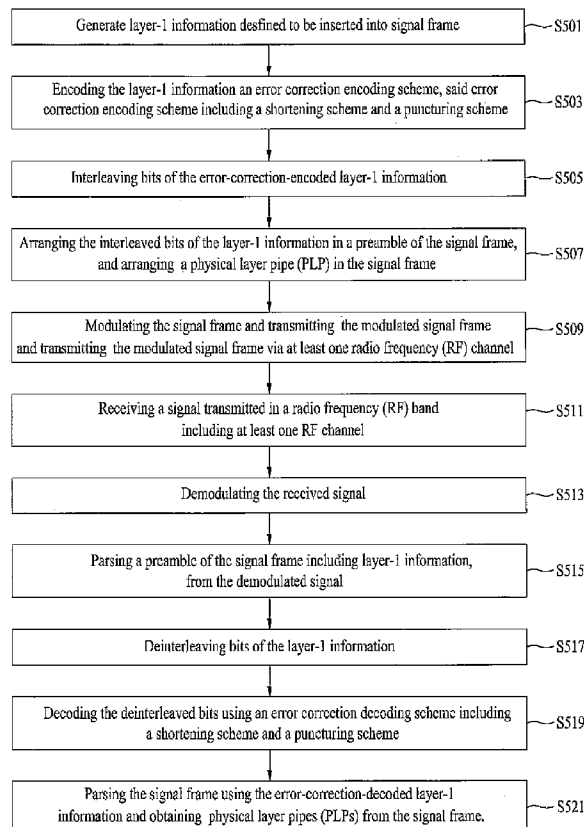 Generate layer-1 information desfined to be inserted into signal frame
S501
Encoding the layer-1 information an error correction encoding scheme, said error
correction encoding scheme including a shortening scheme and a puncturing scheme
S503
Interleaving bits of the error-correction-encoded layer-1 information
S505
Arranging the interleaved bits of the layer-1 information in a preamble of the signal frame,
and arranging a physical layer pipe (PLP) in the signal frame
S507
Modulating the signal frame and transmitting the modulated signal frame
and transmitting the modulated signal frame via at least one radio frequency (RF) channel
S509
Receiving a signal transmitted in a radio frequency (RF) band
including at least one RF channel
S511
Demodulating the received signal
S513
Parsing a preamble of the signal frame including layer-1 information,
from the demodulated signal
S515
Deinterleaving bits of the layer-1 information
S517
Decoding the deinterleaved bits using an error correction decoding scheme including
a shortening scheme and a puncturing scheme
S519
Parsing the signal frame using the error-correction-decoded layer-1
information and obtaining physical layer pipes (PLPs) from the signal frame.
S521